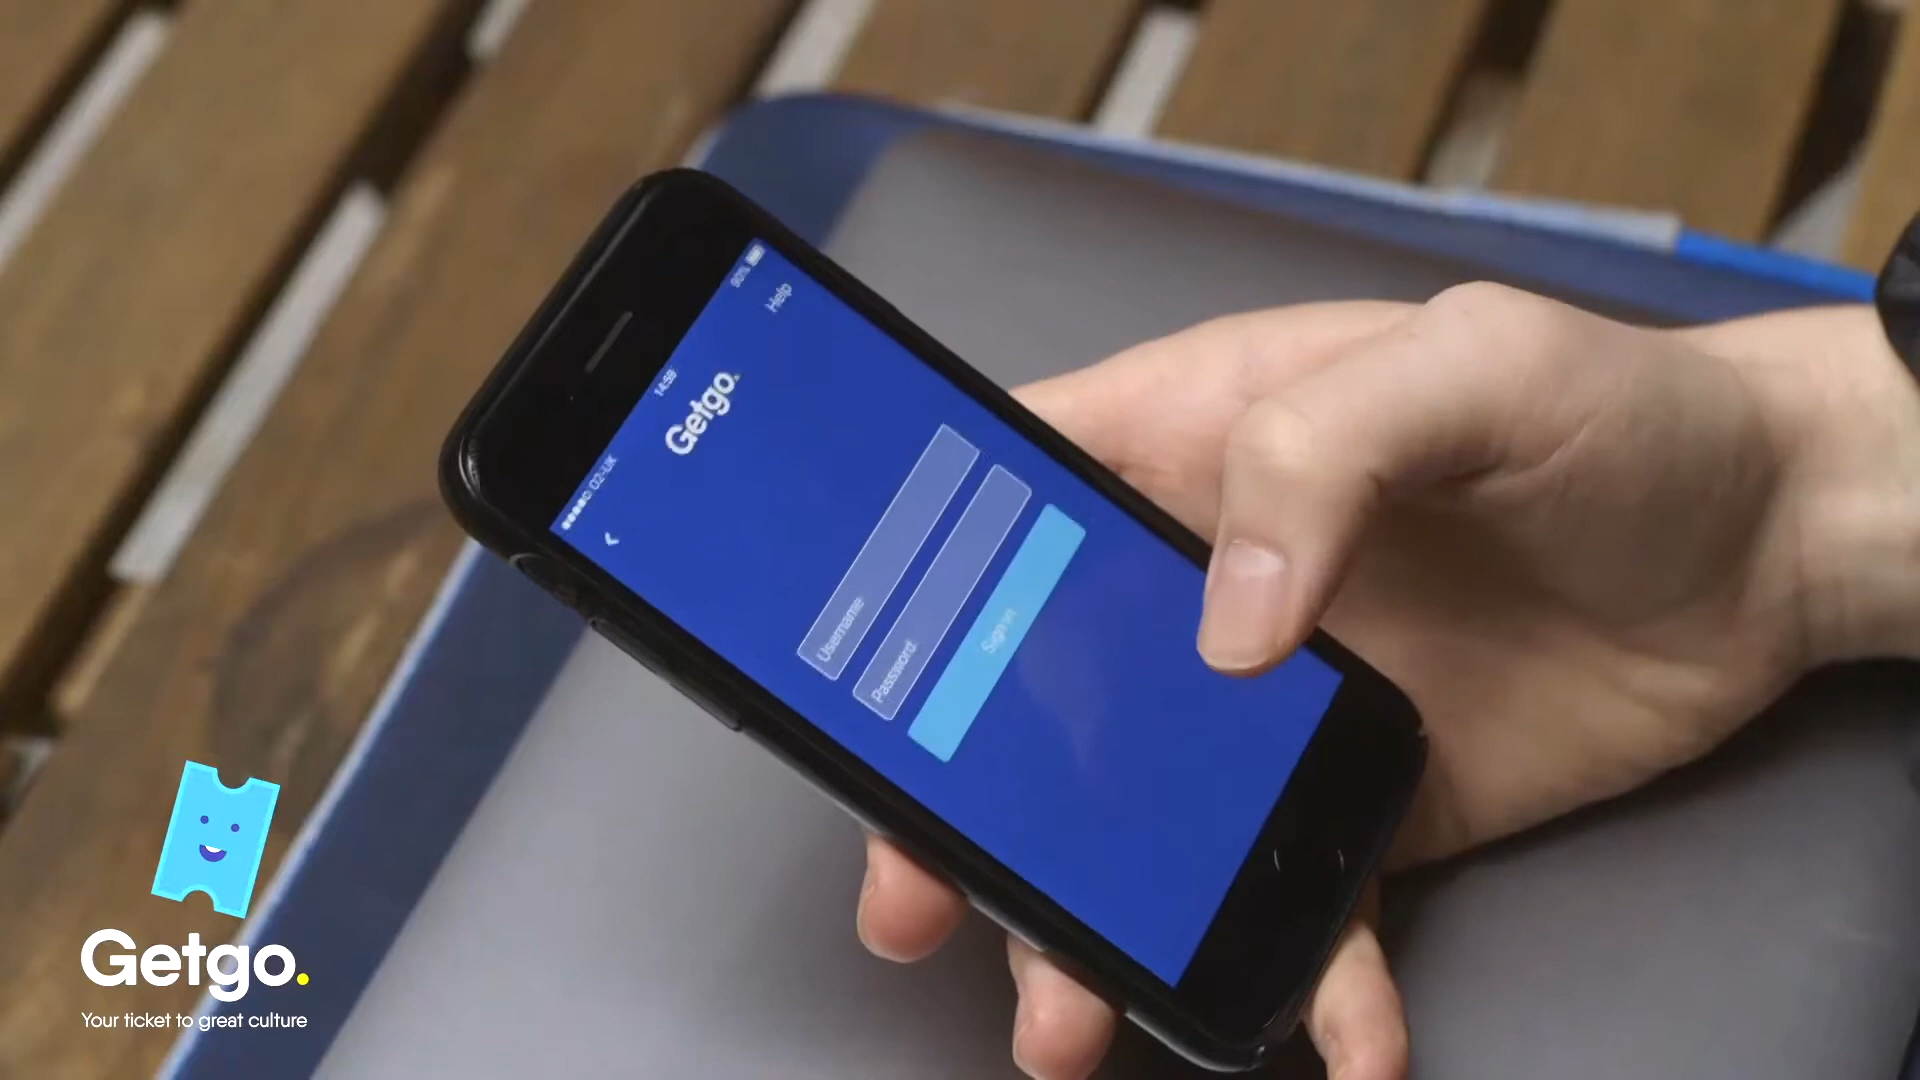 O2-UK 14:59 90%
Help
Getgo.
Username
Password
Sign in
Getgo.
Your ticket to great culture